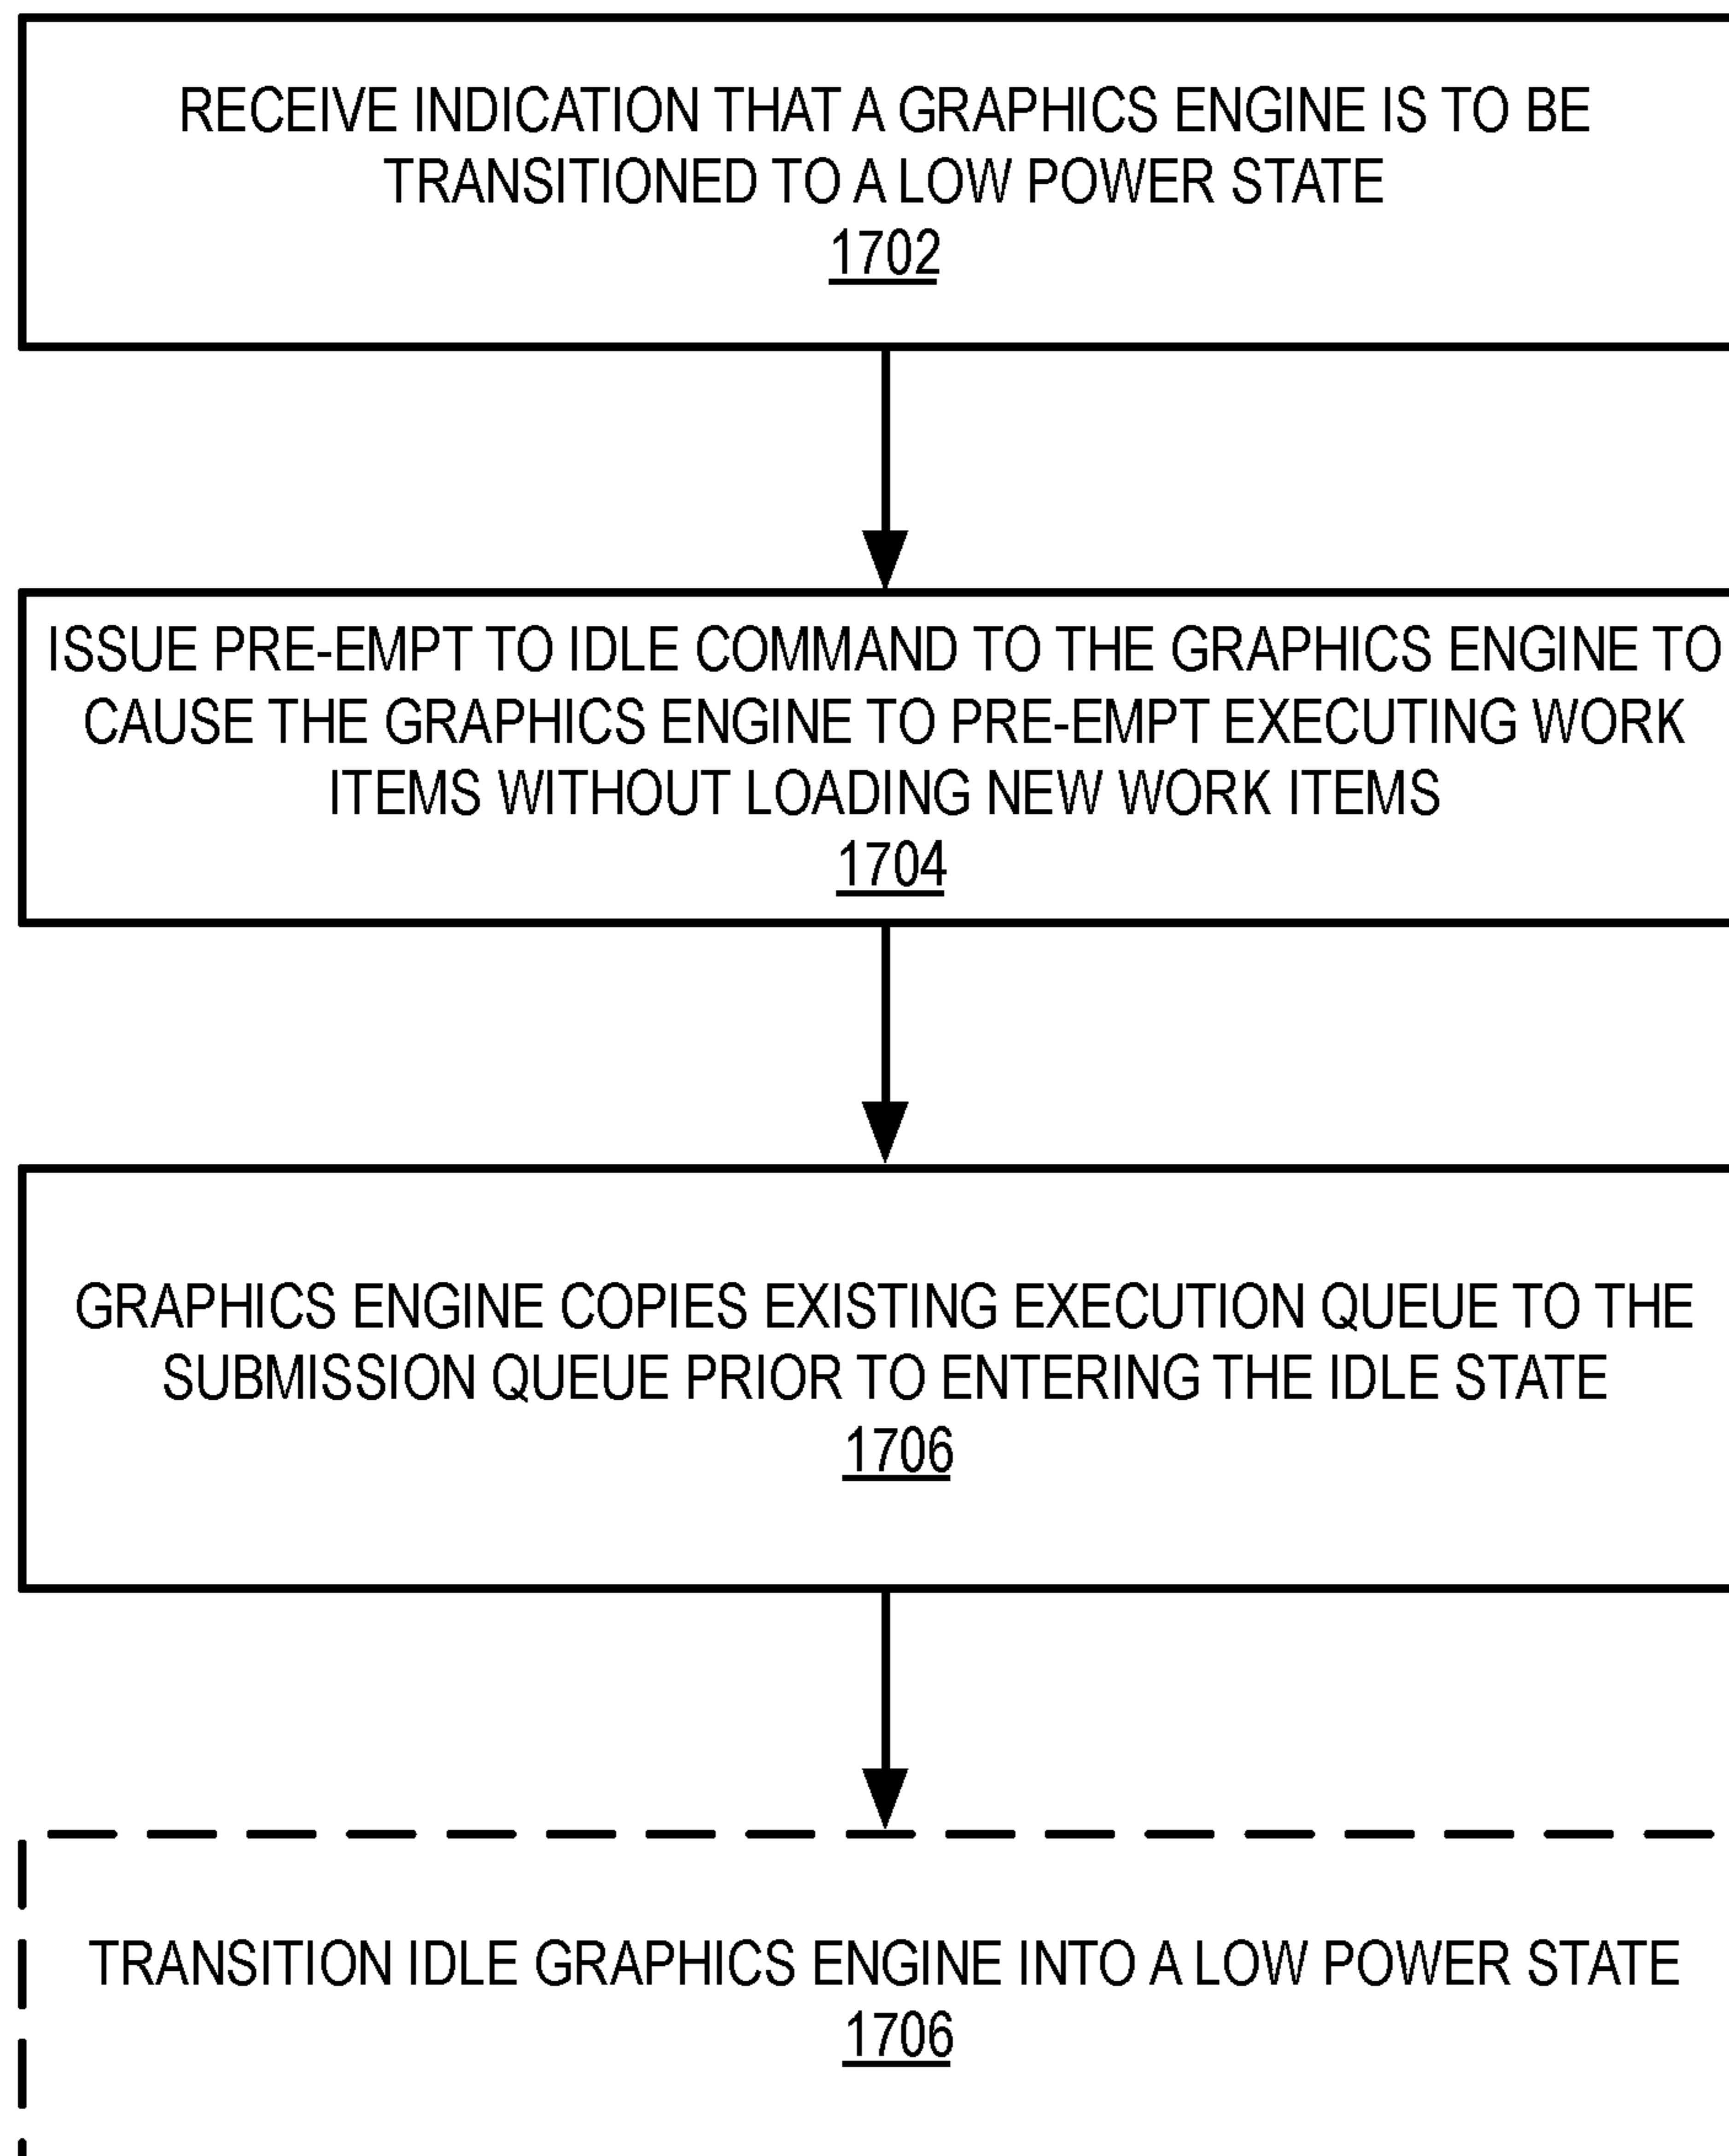 RECEIVE INDICATION THAT A GRAPHICS ENGINE IS TO BE
TRANSITIONED TO A LOW POWER STATE
1702
ISSUE PRE-EMPT TO IDLE COMMAND TO THE GRAPHICS ENGINE TO
CAUSE THE GRAPHICS ENGINE TO PRE-EMPT EXECUTING WORK
ITEMS WITHOUT LOADING NEW WORK ITEMS
1704
GRAPHICS ENGINE COPIES EXISTING EXECUTION QUEUE TO THE
SUBMISSION QUEUE PRIOR TO ENTERING THE IDLE STATE
1706
TRANSITION IDLE GRAPHICS ENGINE INTO A LOW POWER STATE
1706